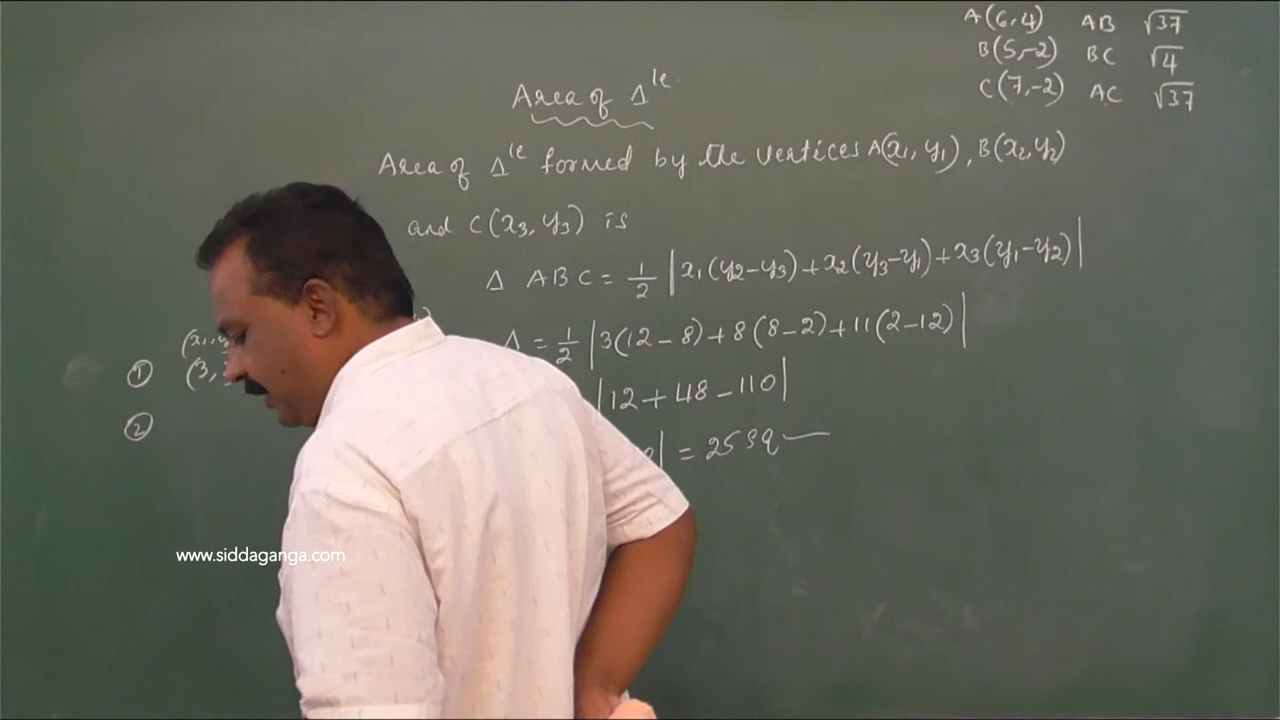 A(6,4) AB √37
B(5,-2) BC √4
C(7,-2) AC √37
Area of Δle
Area of Δle formed by the vertices A(x1, y1), B(x2, y2)
and C(x3, y3) is
Δ ABC = 1/2 |x1(y2-y3)+x2(y3-y1)+x3(y1-y2)|
(x1, y
Δ = 1/2 |3(12-8)+8(8-2)+11(2-12)|
① (3,
|12+48-110|
②
| = 25 sq
www.siddaganga.com